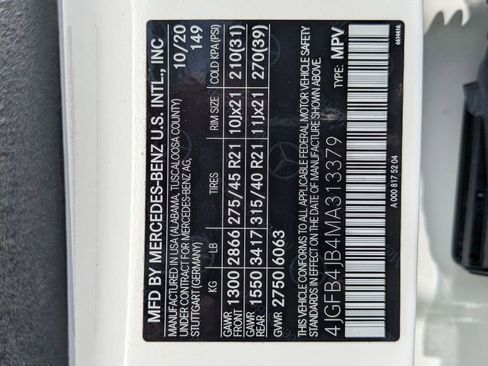 MFD BY MERCEDES-BENZ U.S. INTL., INC
MANUFACTURED IN USA (ALABAMA, TUSCALOOSA COUNTY) 10/20
FOR MERCEDES-BENZ AG, 149
STUTTGART (GERMANY)
KG LB TIRES RIM SIZE COLD KPA (PSI)
GAWR FRONT 1300 2866 275/45 R21 10Jx21 210(31)
GAWR REAR 1550 3417 315/40 R21 11Jx21 270(39)
GVWR 2750 6063
THIS VEHICLE CONFORMS TO ALL APPLICABLE FEDERAL MOTOR VEHICLE SAFETY
STANDARDS IN EFFECT ON THE DATE OF MANUFACTURE SHOWN ABOVE.
4JGFB4JB4MA313379 TYPE: MPV
A 000 817 52 04